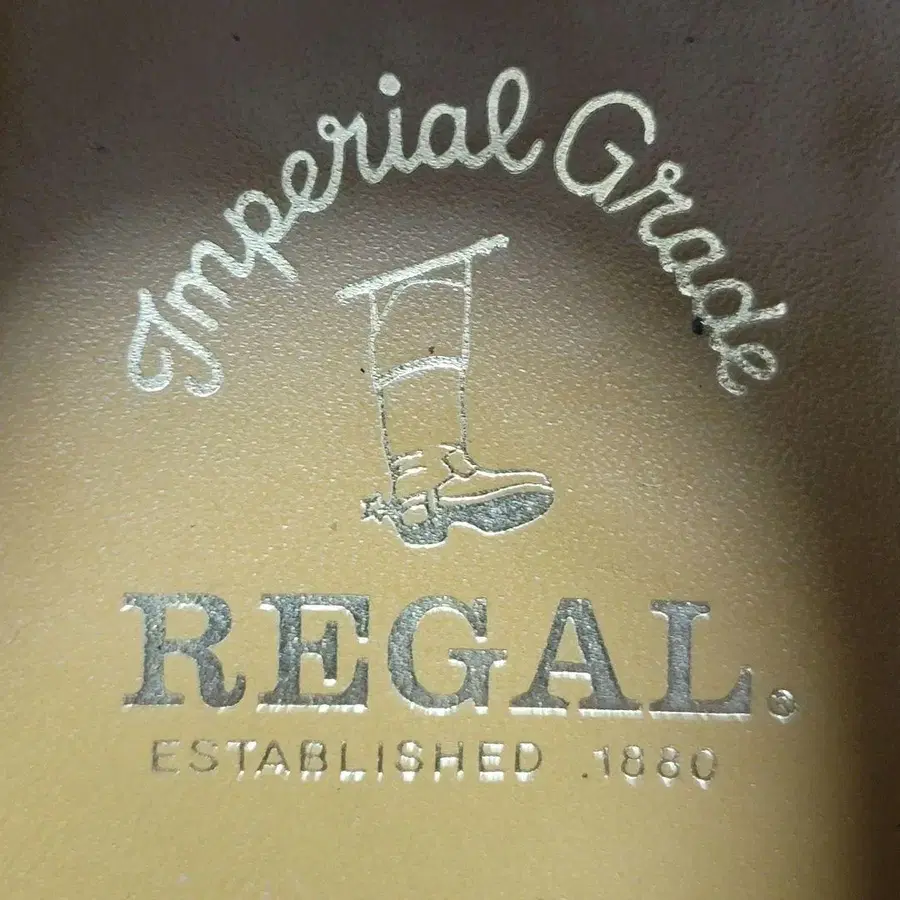 Imperial Grade
REGAL®
ESTABLISHED .1880